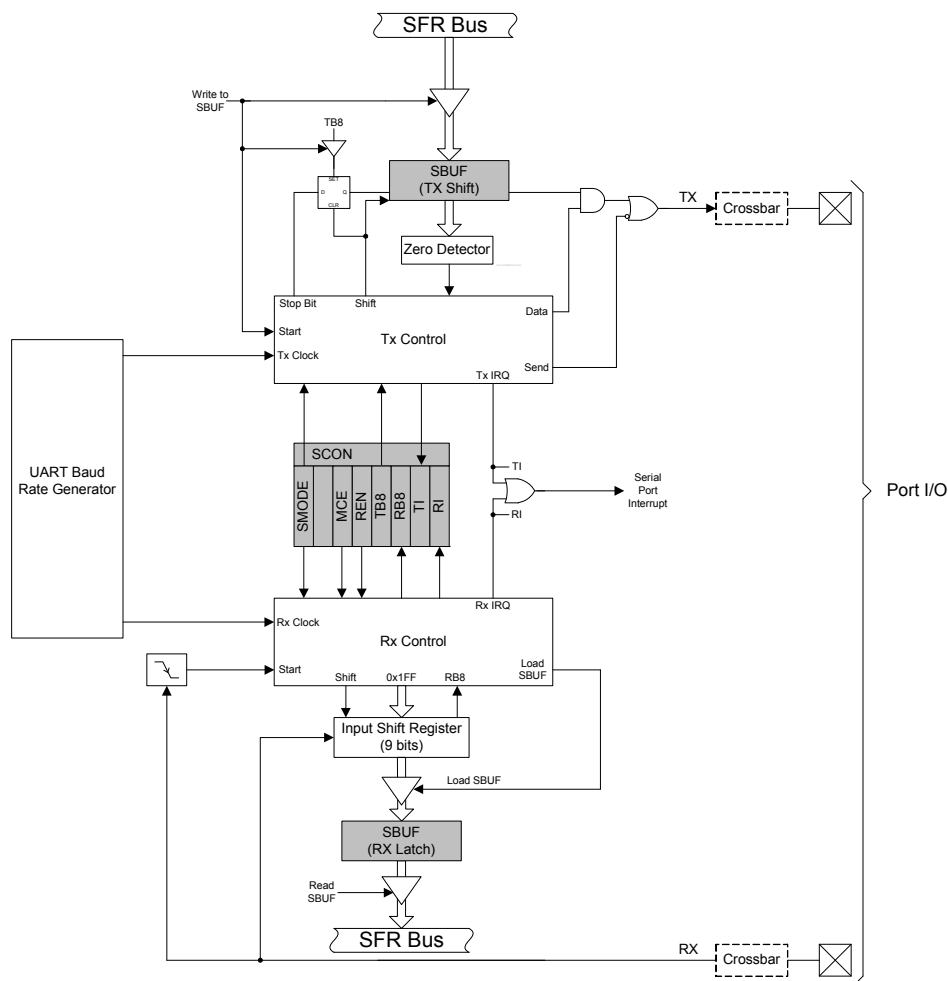 SFR Bus
Write to
SBUF
TB8
SET
D
Q
CLR
SBUF
(TX Shift)
TX
Crossbar
Zero Detector
Stop Bit
Shift
Data
Start
Tx Control
Tx Clock
Send
Tx IRQ
UART Baud
Rate Generator
SCON
SMODE
MCE
REN
TB8
RB8
TI
RI
TI
Serial
Port
Interrupt
RI
Port I/O
Rx IRQ
Rx Clock
Rx Control
Start
Load
SBUF
Shift
0x1FF
RB8
Input Shift Register
(9 bits)
Load SBUF
SBUF
(RX Latch)
Read
SBUF
SFR Bus
RX
Crossbar